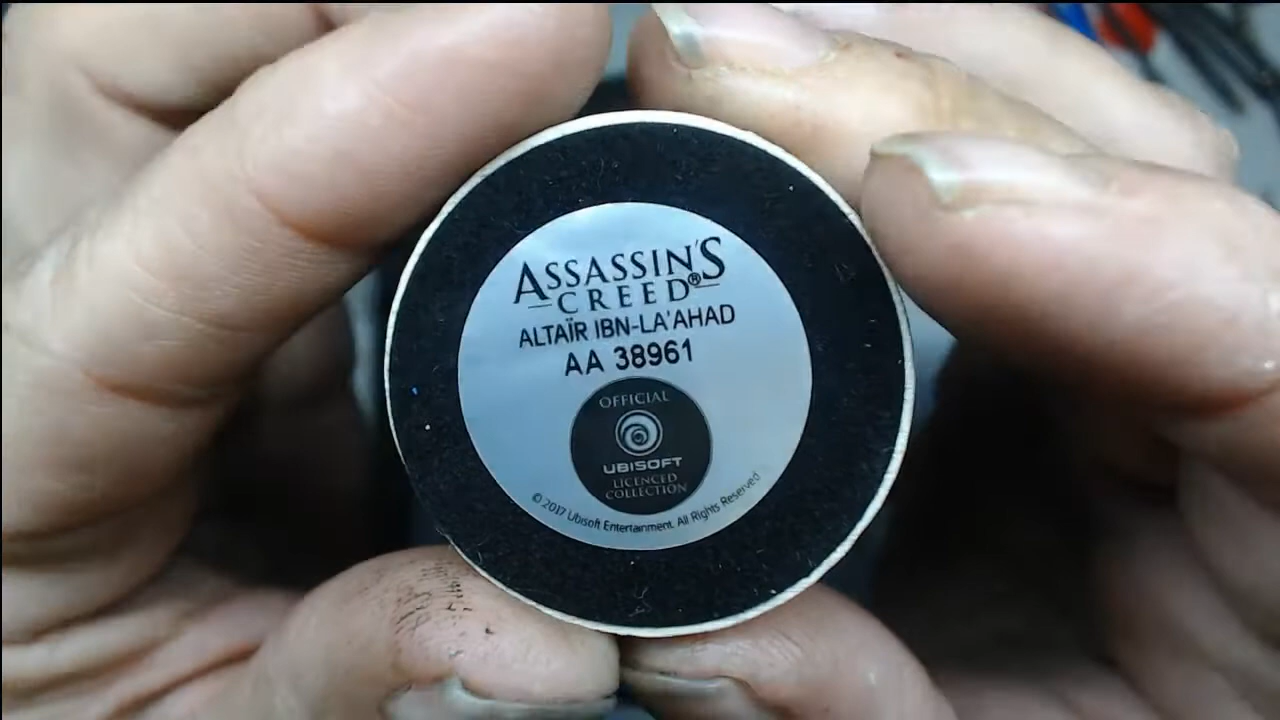 ASSASSIN'S
CREED®
ALTAÏR IBN-LA'AHAD
AA 38961
OFFICIAL
UBISOFT
LICENCED
COLLECTION
© 2017 Ubisoft Entertainment. All Rights Reserved